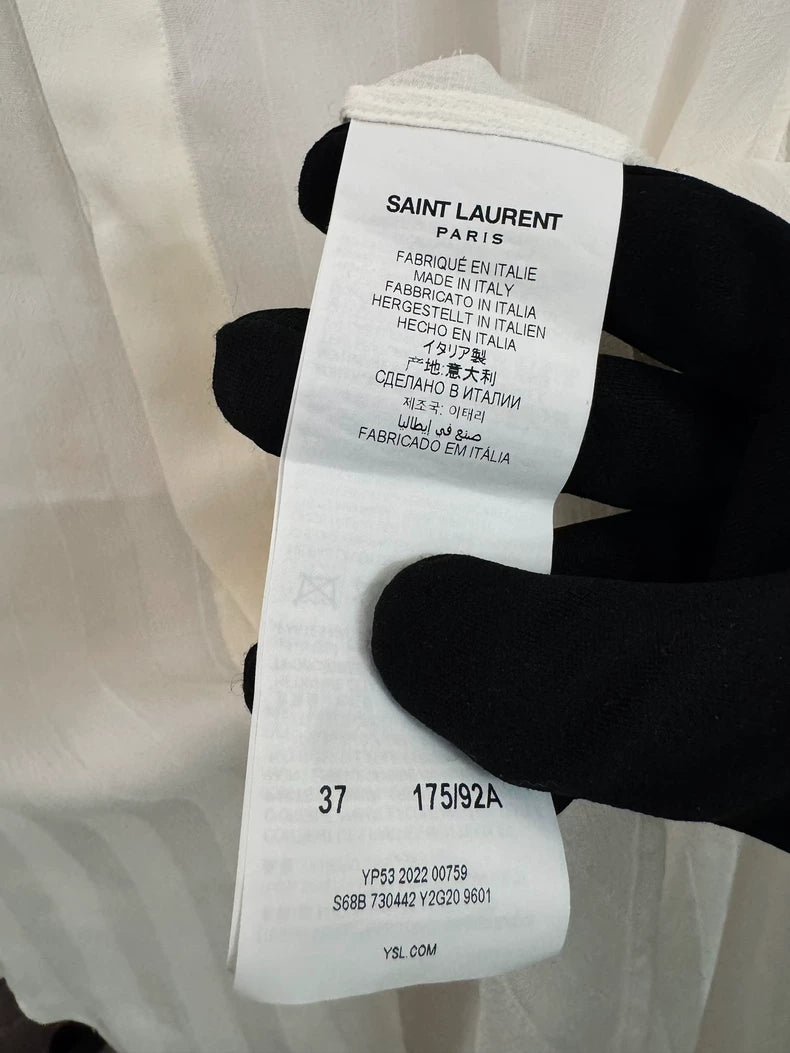 SAINT LAURENT
PARIS
FABRIQUÉ EN ITALIE
MADE IN ITALY
FABBRICATO IN ITALIA
HERGESTELLT IN ITALIEN
HECHO EN ITALIA
イタリア製
产地:意大利
СДЕЛАНО В ИТАЛИИ
제조국: 이태리
صنع في إيطاليا
FABRICADO EM ITÁLIA
37 175/92A
YP53 2022 00759
S68B 730442 Y2G20 9601
YSL.COM